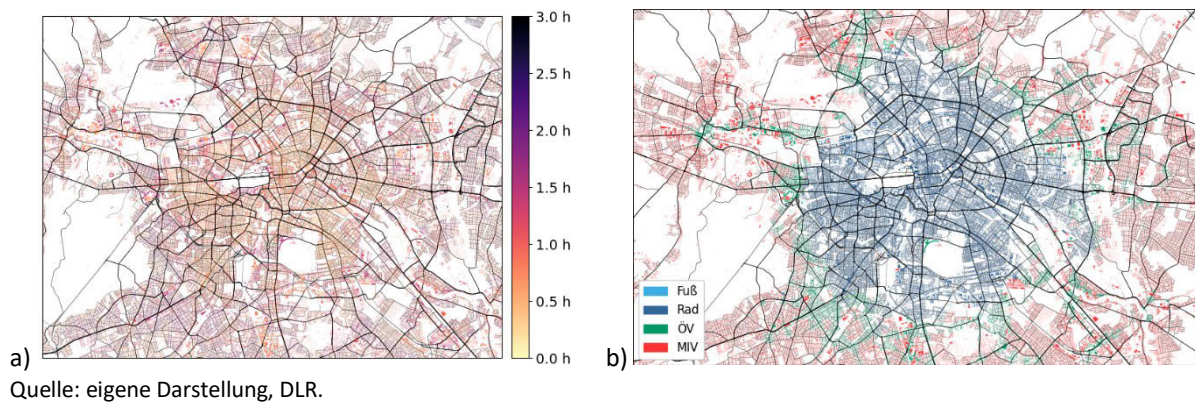 3.0 h
2.5 h
2.0 h
1.5 h
1.0 h
0.5 h
0.0 h
Fuß
Rad
ÖV
MIV
a)
b)
Quelle: eigene Darstellung, DLR.